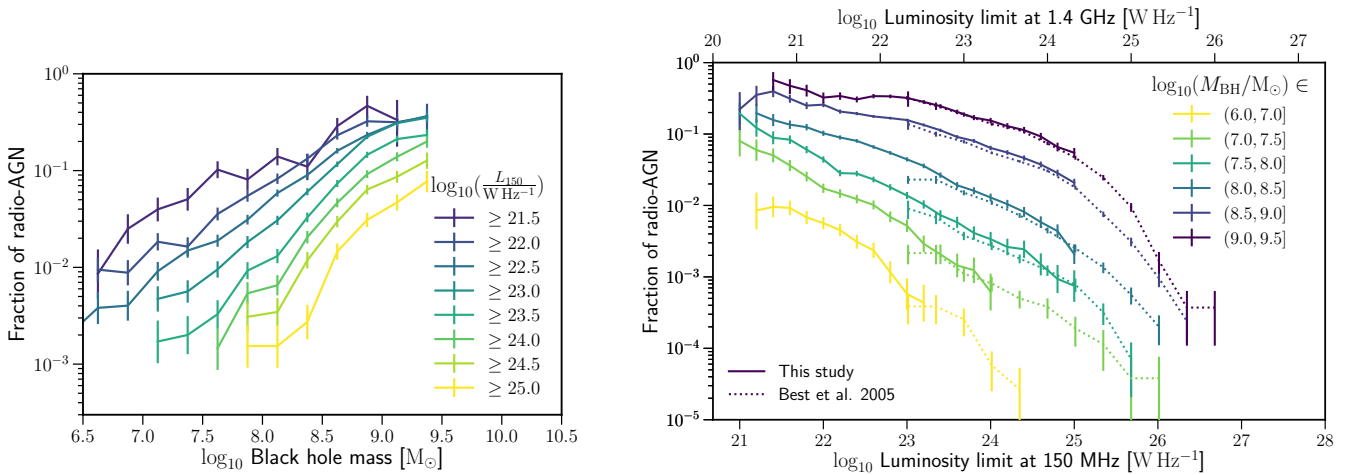 10⁰
10⁻¹
10⁻²
10⁻³
Fraction of radio-AGN
log₁₀(L₁₅₀/W Hz⁻¹)
≥ 21.5
≥ 22.0
≥ 22.5
≥ 23.0
≥ 23.5
≥ 24.0
≥ 24.5
≥ 25.0
6.5 7.0 7.5 8.0 8.5 9.0 9.5 10.0 10.5
log₁₀ Black hole mass [M☉]
log₁₀ Luminosity limit at 1.4 GHz [W Hz⁻¹]
20 21 22 23 24 25 26 27
10⁰
10⁻¹
10⁻²
10⁻³
10⁻⁴
10⁻⁵
Fraction of radio-AGN
log₁₀(M_BH/M☉) ∈
(6.0, 7.0]
(7.0, 7.5]
(7.5, 8.0]
(8.0, 8.5]
(8.5, 9.0]
(9.0, 9.5]
This study
Best et al. 2005
21 22 23 24 25 26 27 28
log₁₀ Luminosity limit at 150 MHz [W Hz⁻¹]